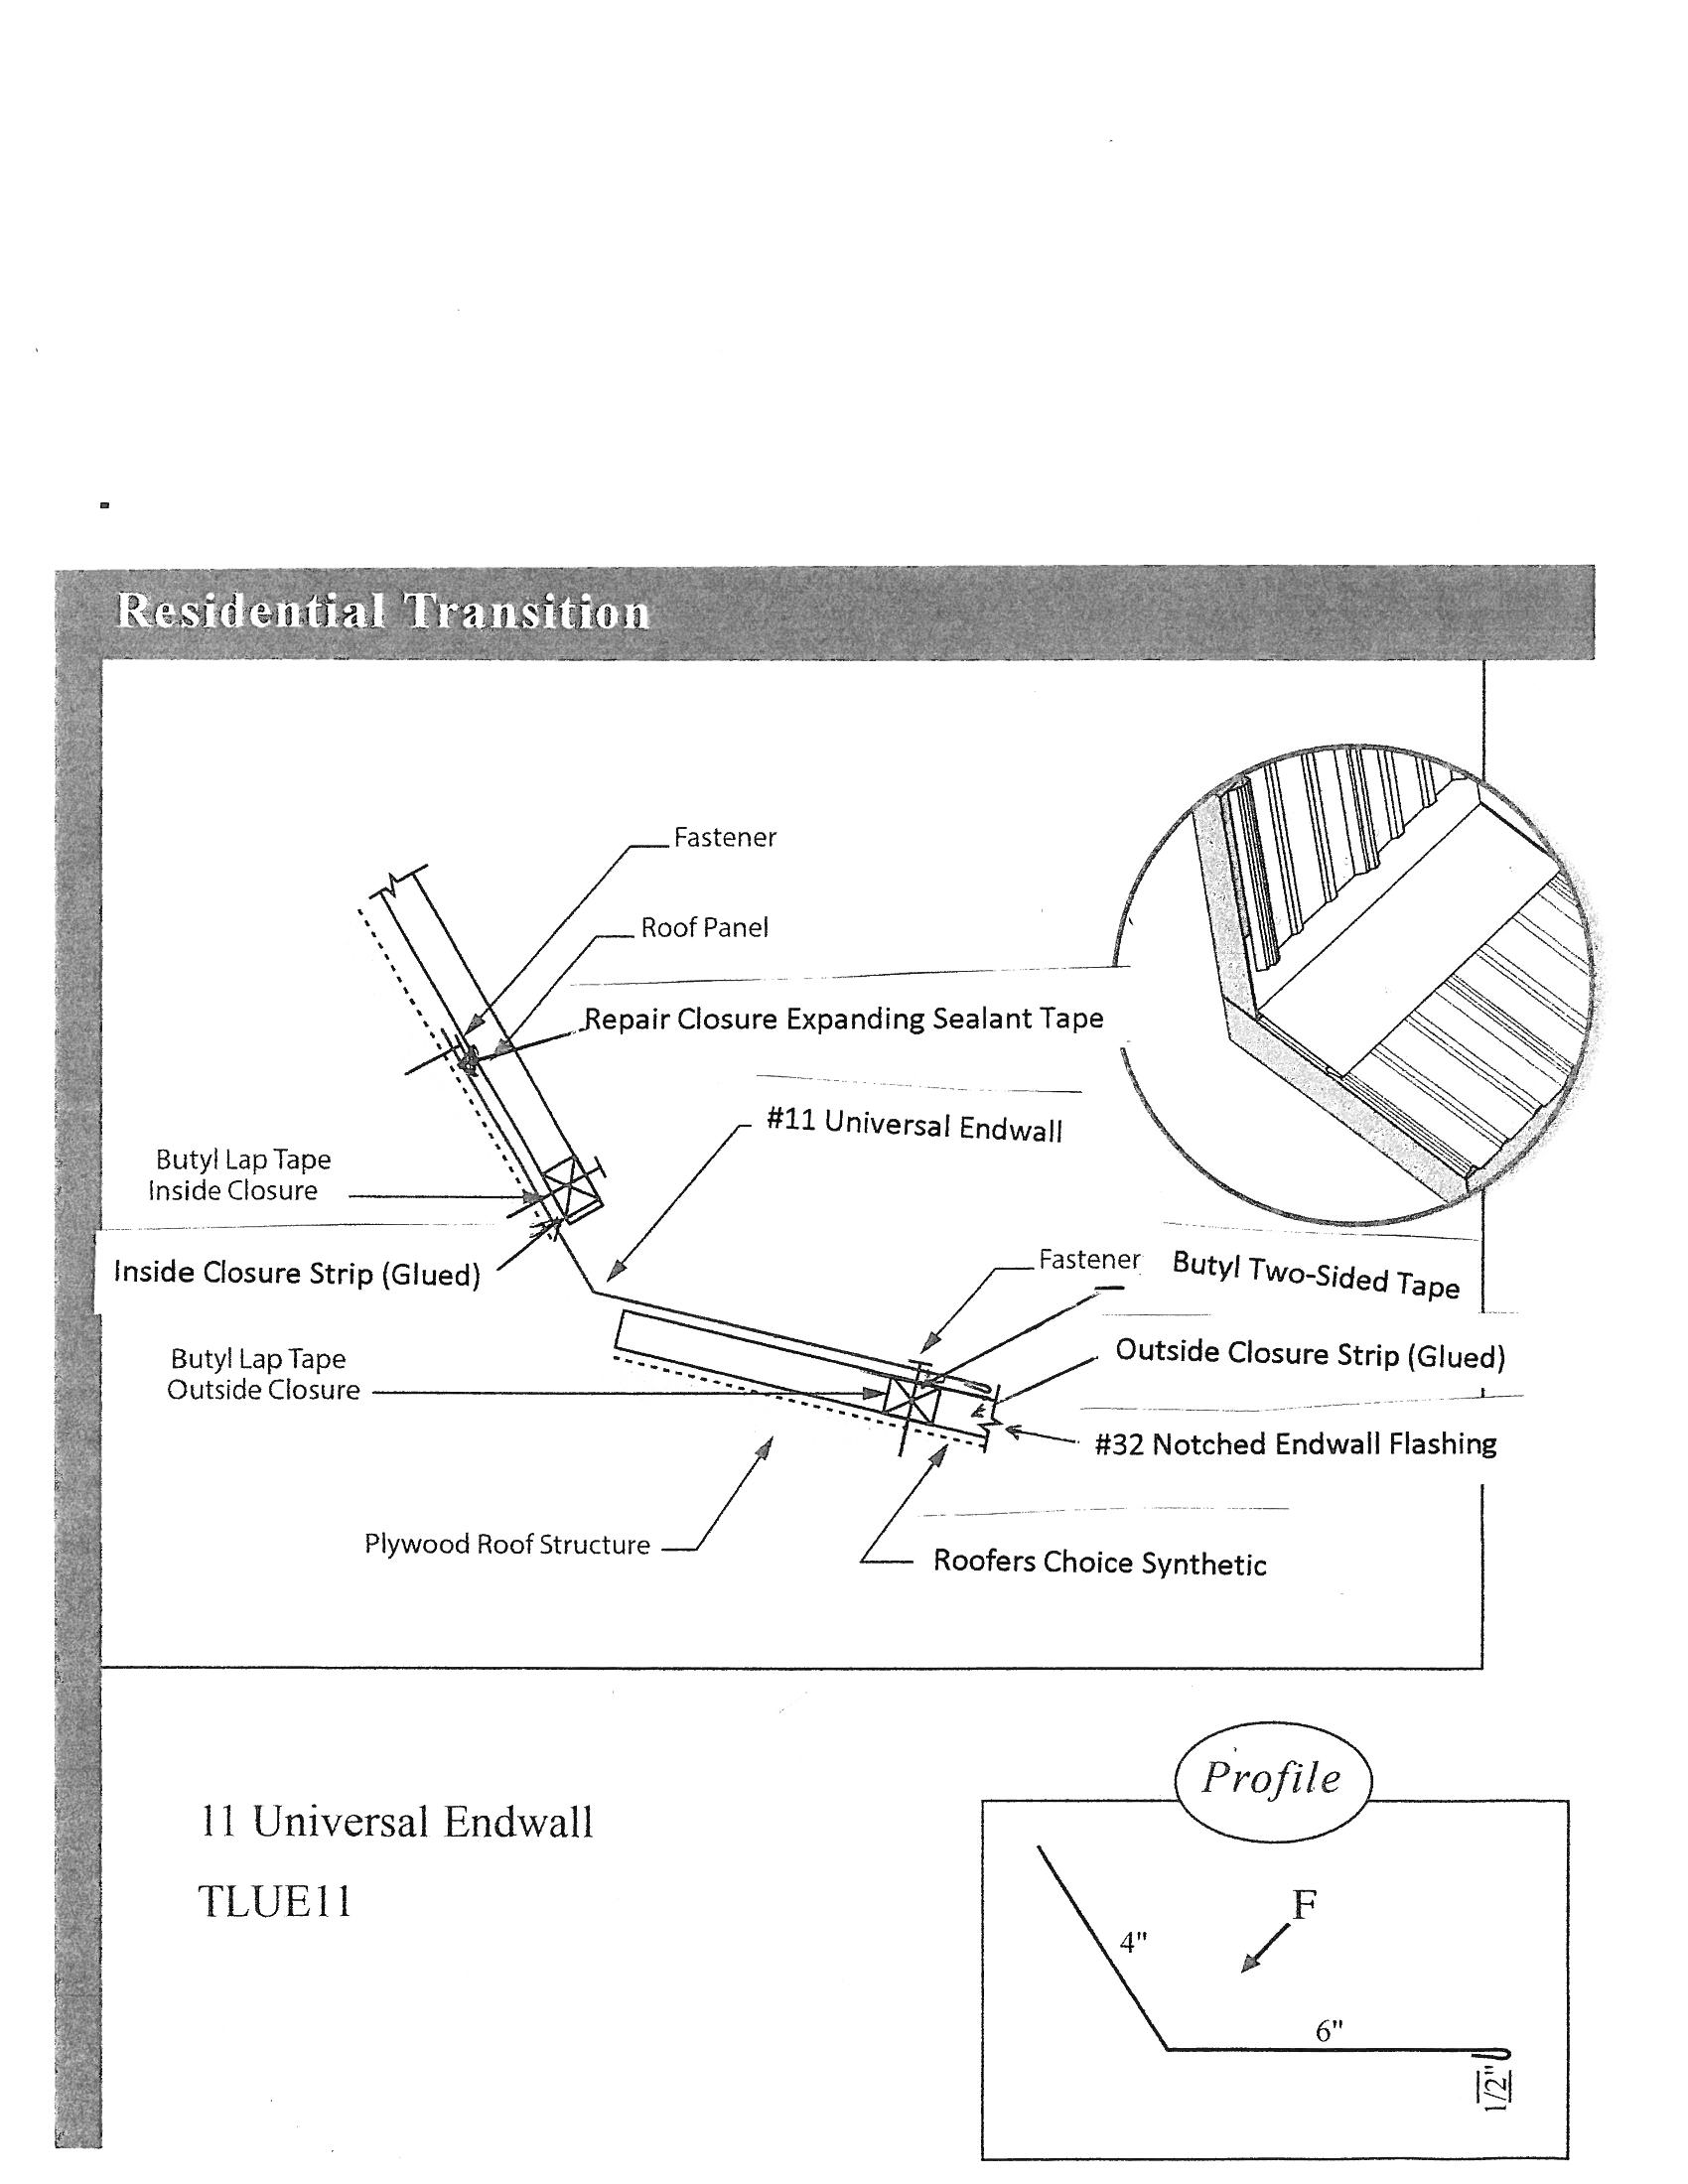 Residential Transition
Fastener
Roof Panel
Repair Closure Expanding Sealant Tape
#11 Universal Endwall
Butyl Lap Tape
Inside Closure
Inside Closure Strip (Glued)
Fastener
Butyl Two-Sided Tape
Butyl Lap Tape
Outside Closure
Outside Closure Strip (Glued)
#32 Notched Endwall Flashing
Plywood Roof Structure
Roofers Choice Synthetic
11 Universal Endwall
TLUE11
Profile
F
4"
6"
1/2"